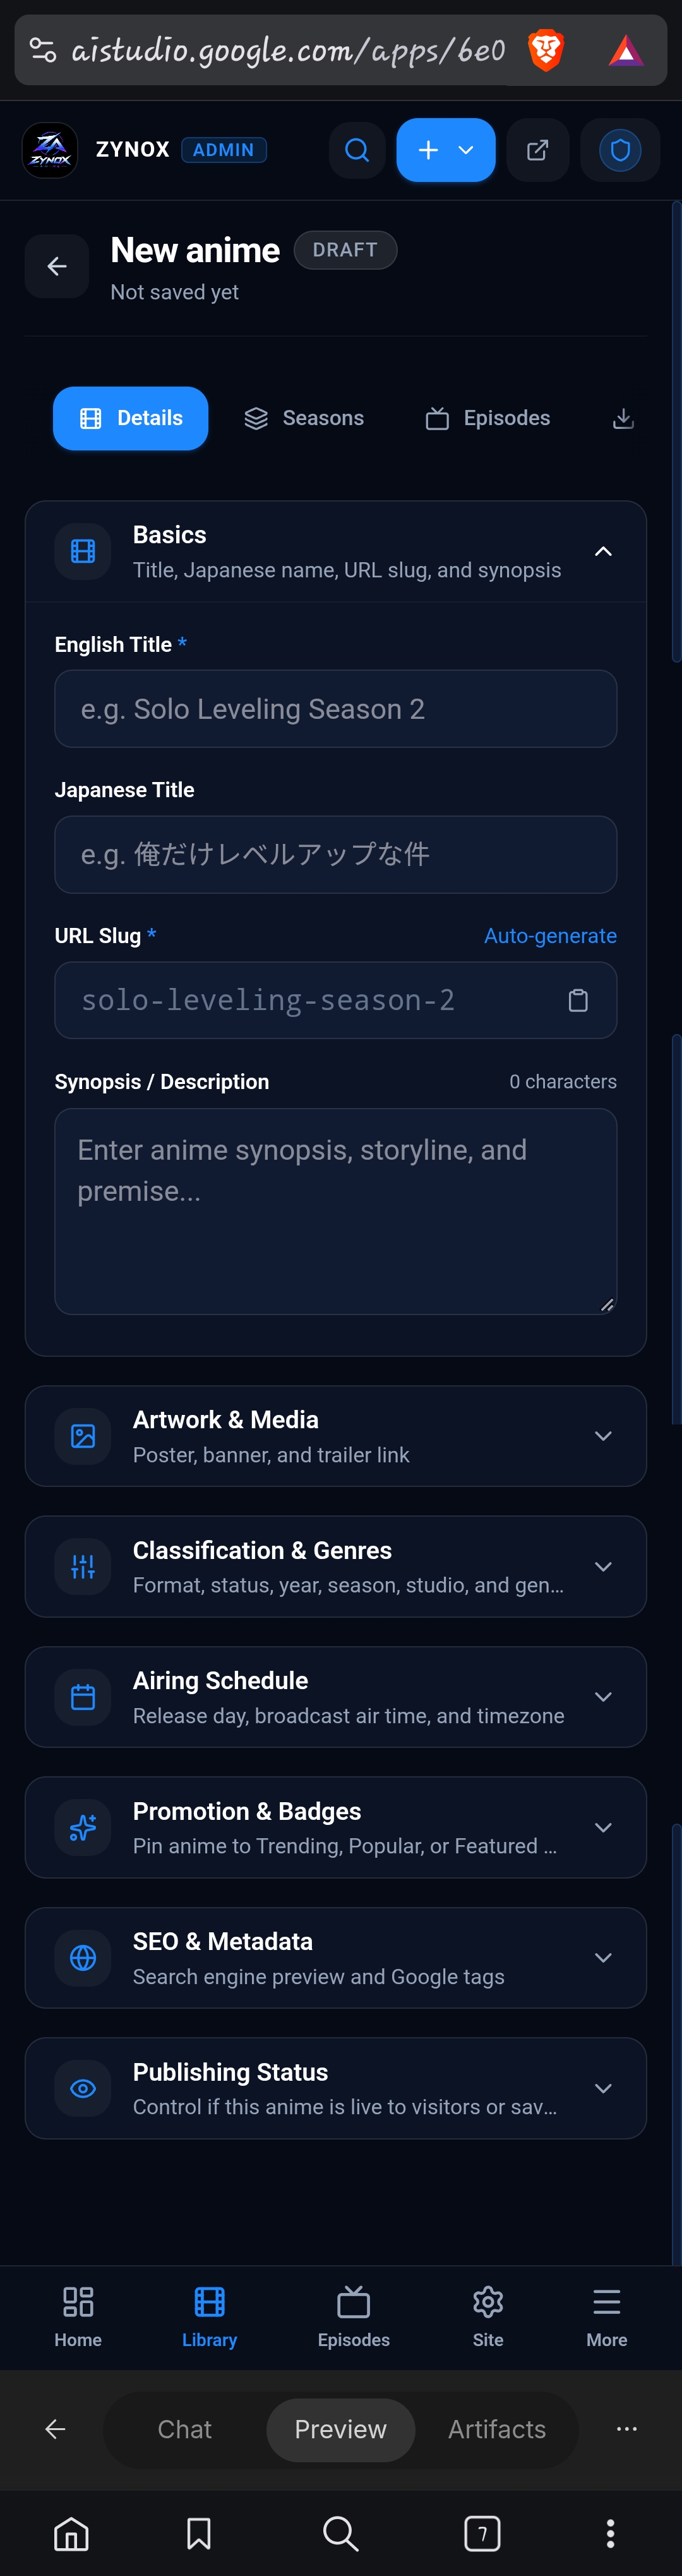 aistudio.google.com/apps/6e0
ZYNOX
ZYNOX ADMIN
New anime DRAFT
Not saved yet
Details Seasons Episodes
Basics
Title, Japanese name, URL slug, and synopsis
English Title *
e.g. Solo Leveling Season 2
Japanese Title
e.g. 俺だけレベルアップな件
URL Slug * Auto-generate
solo-leveling-season-2
Synopsis / Description 0 characters
Enter anime synopsis, storyline, and
premise...
Artwork & Media
Poster, banner, and trailer link
Classification & Genres
Format, status, year, season, studio, and gen...
Airing Schedule
Release day, broadcast air time, and timezone
Promotion & Badges
Pin anime to Trending, Popular, or Featured ...
SEO & Metadata
Search engine preview and Google tags
Publishing Status
Control if this anime is live to visitors or sav...
Home Library Episodes Site More
Chat Preview Artifacts
7